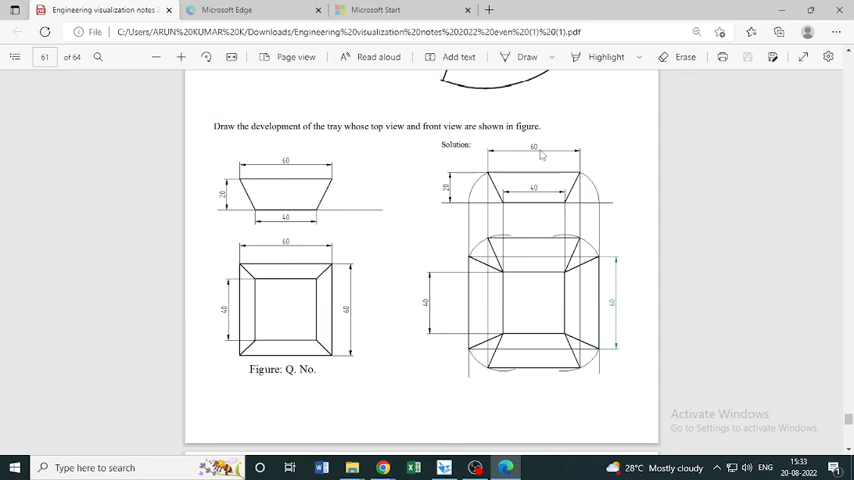 Engineering visualization notes 2
Microsoft Edge
Microsoft Start
File
C:/Users/ARUN%20KUMAR%20K/Downloads/Engineering%20visualization%20notes%202022%20even%20(1)%20(1).pdf
61
of 64
Page view
Read aloud
Add text
Draw
Highlight
Erase
Draw the development of the tray whose top view and front view are shown in figure.
Solution:
60
60
20
20
40
40
60
40
60
40
60
Figure: Q. No.
Activate Windows
Go to Settings to activate Windows.
Type here to search
28°C Mostly cloudy
ENG
15:33
20-08-2022
1